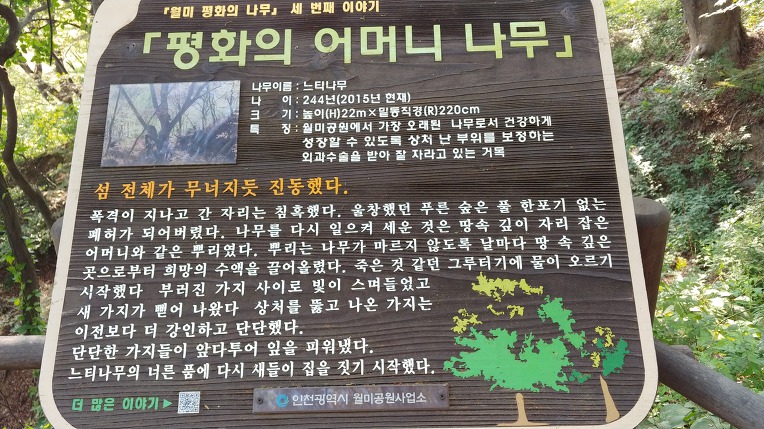 『월미 평화의 나무』 세 번째 이야기
「평화의 어머니 나무」
나무이름 : 느티나무
나 이 : 244년(2015년 현재)
크 기 : 높이(H)22m×밑동직경(R)220cm
특 징 : 월미공원에서 가장 오래된 나무로서 건강하게
성장할 수 있도록 상처 난 부위를 보정하는
외과수술을 받아 잘 자라고 있는 거목
섬 전체가 무너지듯 진동했다.
폭격이 지나고 간 자리는 침혹했다. 울창했던 푸른 숲은 풀 한포기 없는
폐허가 되어버렸다. 나무를 다시 일으켜 세운 것은 땅속 깊이 자리 잡은
어머니와 같은 뿌리였다. 뿌리는 나무가 마르지 않도록 날마다 땅 속 깊은
곳으로부터 희망의 수액을 끌어올렸다. 죽은 것 같던 그루터기에 물이 오르기
시작했다 부러진 가지 사이로 빛이 스며들었고
새 가지가 뻗어 나왔다 상처를 뚫고 나온 가지는
이전보다 더 강인하고 단단했다.
단단한 가지들이 앞다투어 잎을 피워냈다.
느티나무의 너른 품에 다시 새들이 집을 짓기 시작했다.
더 많은 이야기▶
인천광역시 월미공원사업소